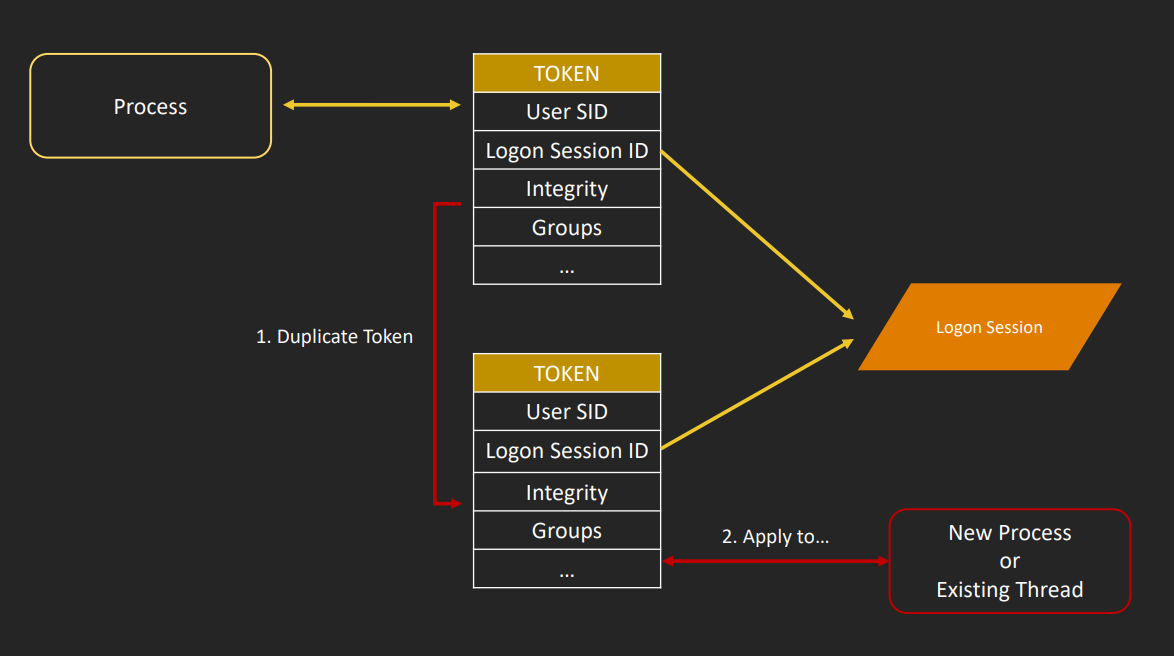 Process
TOKEN
User SID
Logon Session ID
Integrity
Groups
...
1. Duplicate Token
Logon Session
TOKEN
User SID
Logon Session ID
Integrity
Groups
...
2. Apply to...
New Process
or
Existing Thread